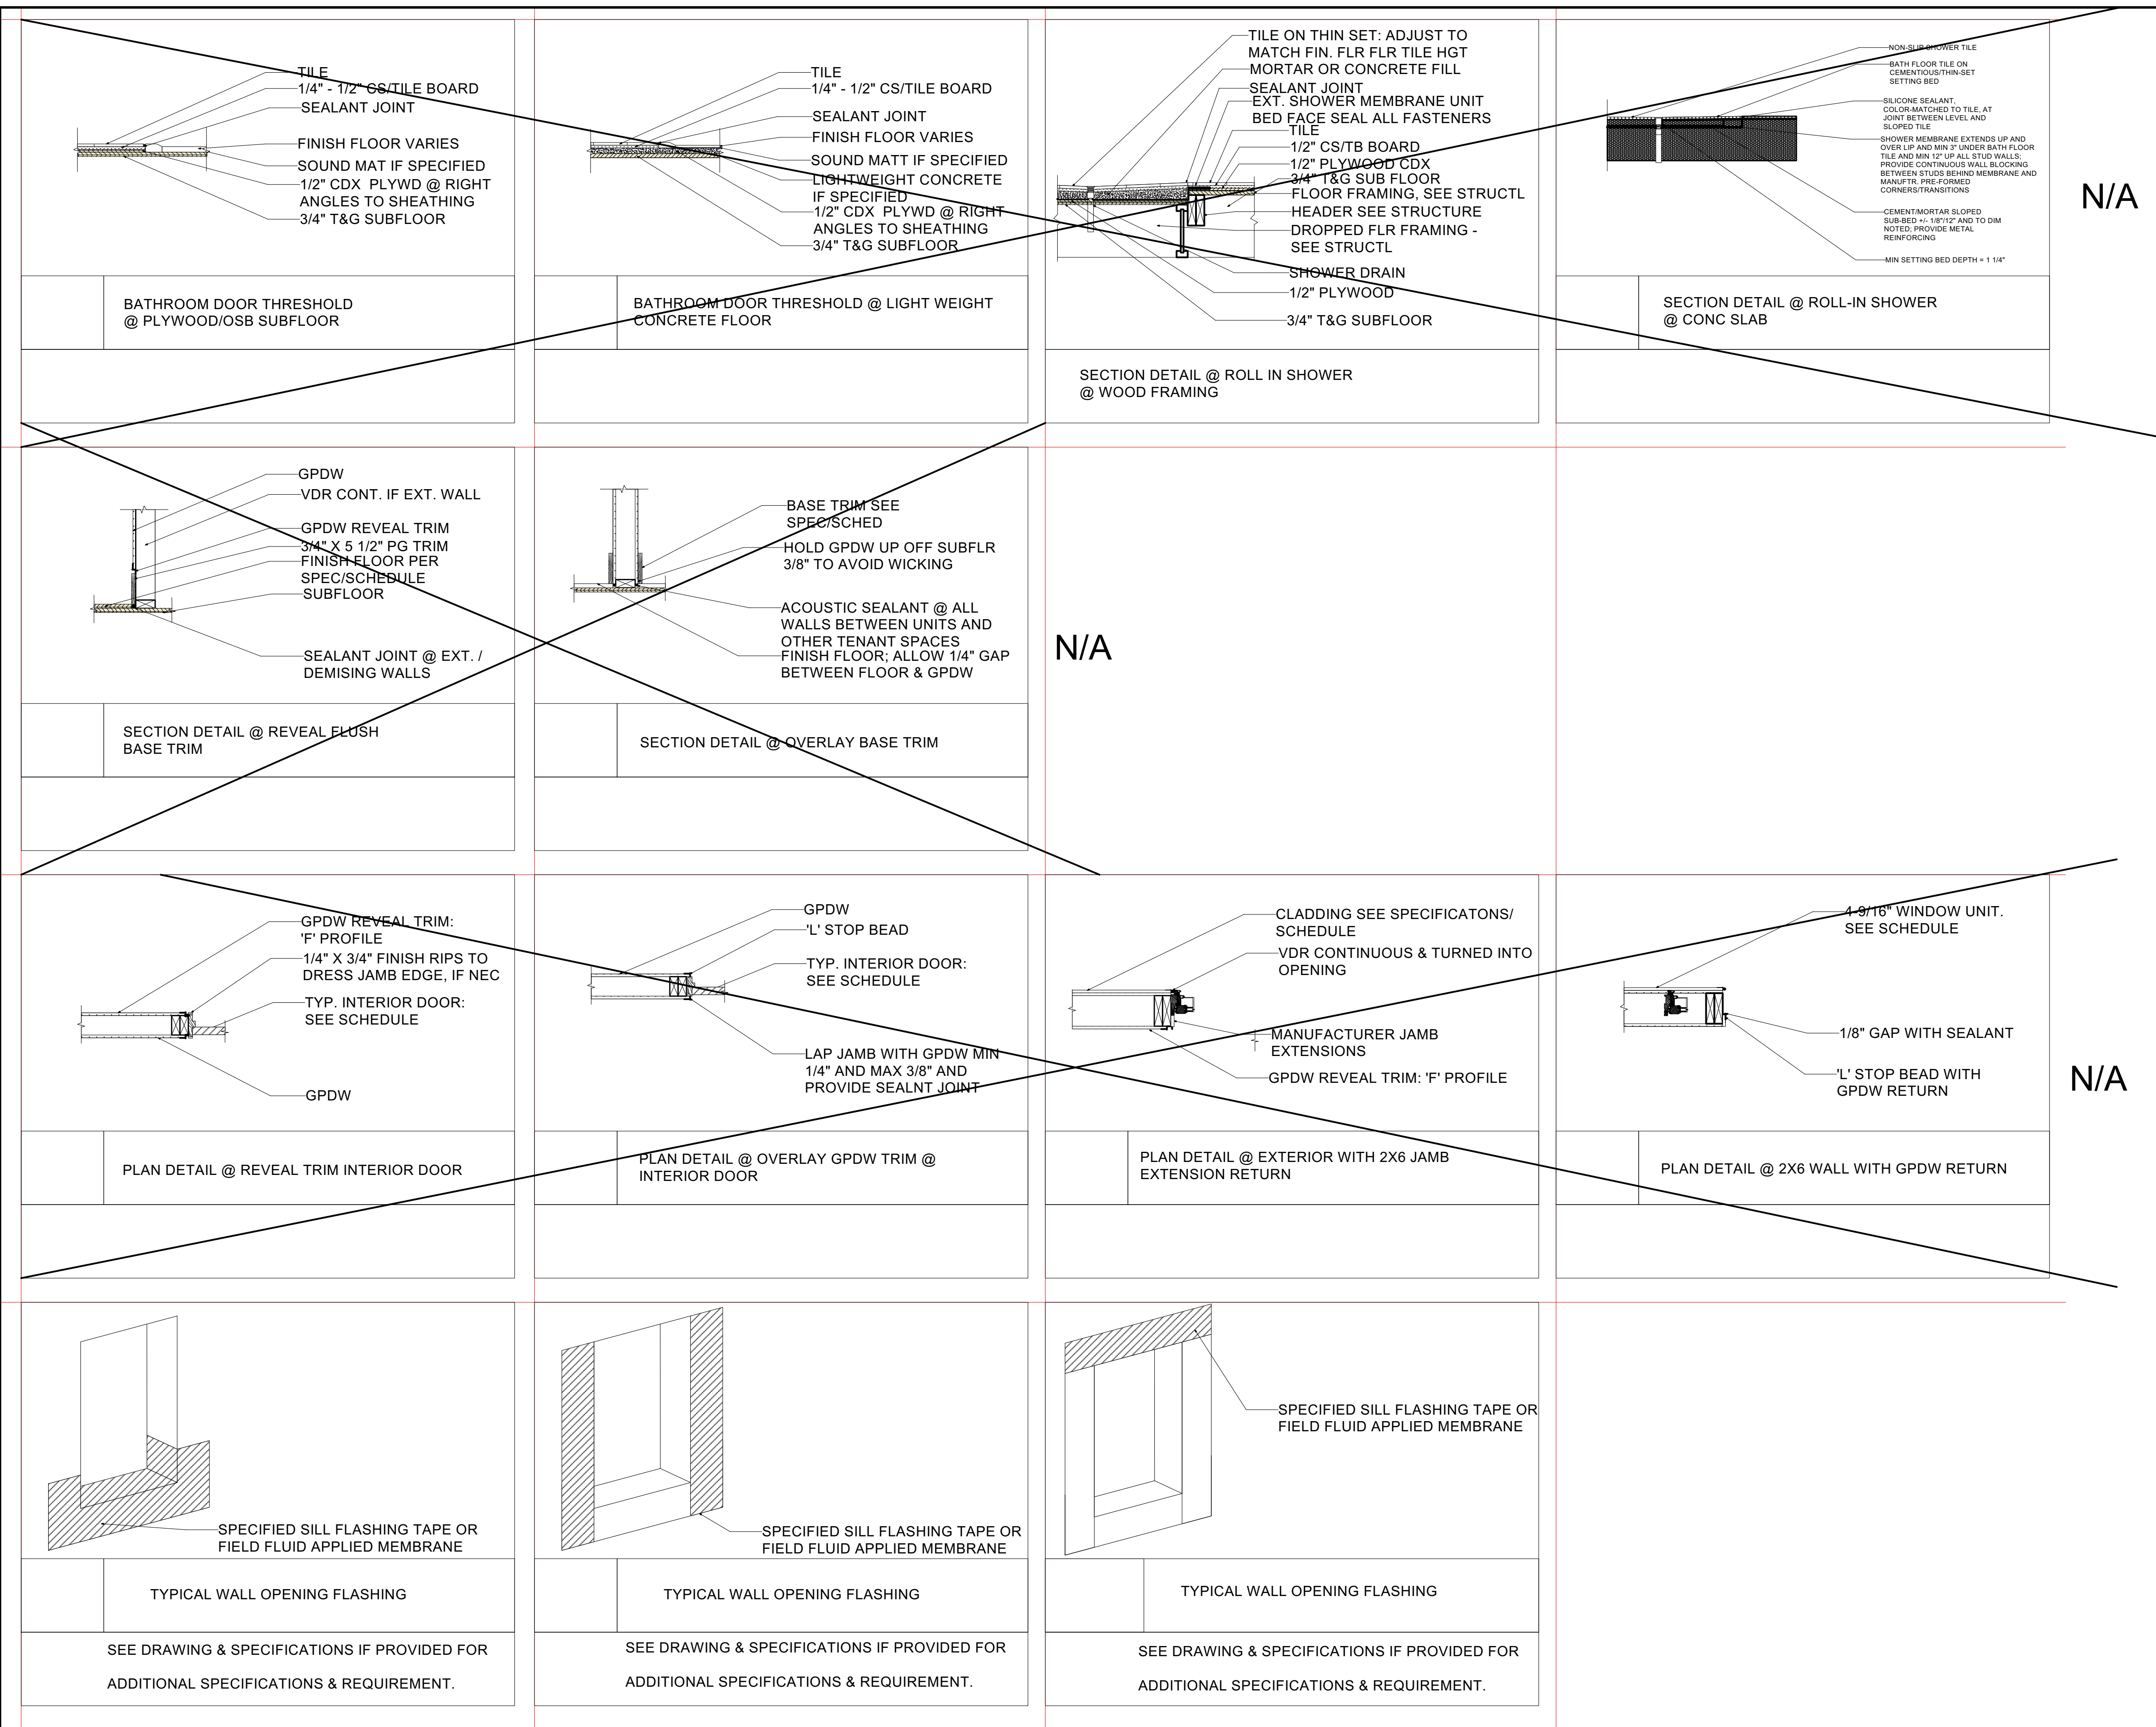 TILE
1/4" - 1/2" CS/TILE BOARD
SEALANT JOINT
FINISH FLOOR VARIES
SOUND MAT IF SPECIFIED
1/2" CDX PLYWD @ RIGHT
ANGLES TO SHEATHING
3/4" T&G SUBFLOOR
BATHROOM DOOR THRESHOLD
@ PLYWOOD/OSB SUBFLOOR
TILE
1/4" - 1/2" CS/TILE BOARD
SEALANT JOINT
FINISH FLOOR VARIES
SOUND MATT IF SPECIFIED
LIGHTWEIGHT CONCRETE
IF SPECIFIED
1/2" CDX PLYWD @ RIGHT
ANGLES TO SHEATHING
3/4" T&G SUBFLOOR
BATHROOM DOOR THRESHOLD @ LIGHT WEIGHT
CONCRETE FLOOR
TILE ON THIN SET: ADJUST TO
MATCH FIN. FLR FLR TILE HGT
MORTAR OR CONCRETE FILL
SEALANT JOINT
EXT. SHOWER MEMBRANE UNIT
BED FACE SEAL ALL FASTENERS
TILE
1/2" CS/TB BOARD
1/2" PLYWOOD CDX
3/4" T&G SUB FLOOR
FLOOR FRAMING, SEE STRUCTL
HEADER SEE STRUCTURE
DROPPED FLR FRAMING -
SEE STRUCTL
SHOWER DRAIN
1/2" PLYWOOD
3/4" T&G SUBFLOOR
SECTION DETAIL @ ROLL IN SHOWER
@ WOOD FRAMING
NON-SLIP SHOWER TILE
BATH FLOOR TILE ON
CEMENTIOUS/THIN-SET
SETTING BED
SILICONE SEALANT,
COLOR-MATCHED TO TILE, AT
JOINT BETWEEN LEVEL AND
SLOPED TILE
SHOWER MEMBRANE EXTENDS UP AND
OVER LIP AND MIN 3" UNDER BATH FLOOR
TILE AND MIN 12" UP ALL STUD WALLS;
PROVIDE CONTINUOUS WALL BLOCKING
BETWEEN STUDS BEHIND MEMBRANE AND
MANUFTR. PRE-FORMED
CORNERS/TRANSITIONS
CEMENT/MORTAR SLOPED
SUB-BED +/- 1/8"/12" AND TO DIM
NOTED; PROVIDE METAL
REINFORCING
MIN SETTING BED DEPTH = 1 1/4"
SECTION DETAIL @ ROLL-IN SHOWER
@ CONC SLAB
N/A
GPDW
VDR CONT. IF EXT. WALL
GPDW REVEAL TRIM
3/4" X 5 1/2" PG TRIM
FINISH FLOOR PER
SPEC/SCHEDULE
SUBFLOOR
SEALANT JOINT @ EXT. /
DEMISING WALLS
SECTION DETAIL @ REVEAL FLUSH
BASE TRIM
BASE TRIM SEE
SPEC/SCHED
HOLD GPDW UP OFF SUBFLR
3/8" TO AVOID WICKING
ACOUSTIC SEALANT @ ALL
WALLS BETWEEN UNITS AND
OTHER TENANT SPACES
FINISH FLOOR; ALLOW 1/4" GAP
BETWEEN FLOOR & GPDW
SECTION DETAIL @ OVERLAY BASE TRIM
N/A
GPDW REVEAL TRIM:
'F' PROFILE
1/4" X 3/4" FINISH RIPS TO
DRESS JAMB EDGE, IF NEC
TYP. INTERIOR DOOR:
SEE SCHEDULE
GPDW
PLAN DETAIL @ REVEAL TRIM INTERIOR DOOR
GPDW
'L' STOP BEAD
TYP. INTERIOR DOOR:
SEE SCHEDULE
LAP JAMB WITH GPDW MIN
1/4" AND MAX 3/8" AND
PROVIDE SEALNT JOINT
PLAN DETAIL @ OVERLAY GPDW TRIM @
INTERIOR DOOR
CLADDING SEE SPECIFICATONS/
SCHEDULE
VDR CONTINUOUS & TURNED INTO
OPENING
MANUFACTURER JAMB
EXTENSIONS
GPDW REVEAL TRIM: 'F' PROFILE
PLAN DETAIL @ EXTERIOR WITH 2X6 JAMB
EXTENSION RETURN
4-9/16" WINDOW UNIT.
SEE SCHEDULE
1/8" GAP WITH SEALANT
'L' STOP BEAD WITH
GPDW RETURN
PLAN DETAIL @ 2X6 WALL WITH GPDW RETURN
N/A
SPECIFIED SILL FLASHING TAPE OR
FIELD FLUID APPLIED MEMBRANE
TYPICAL WALL OPENING FLASHING
SEE DRAWING & SPECIFICATIONS IF PROVIDED FOR
ADDITIONAL SPECIFICATIONS & REQUIREMENT.
SPECIFIED SILL FLASHING TAPE OR
FIELD FLUID APPLIED MEMBRANE
TYPICAL WALL OPENING FLASHING
SEE DRAWING & SPECIFICATIONS IF PROVIDED FOR
ADDITIONAL SPECIFICATIONS & REQUIREMENT.
SPECIFIED SILL FLASHING TAPE OR
FIELD FLUID APPLIED MEMBRANE
TYPICAL WALL OPENING FLASHING
SEE DRAWING & SPECIFICATIONS IF PROVIDED FOR
ADDITIONAL SPECIFICATIONS & REQUIREMENT.